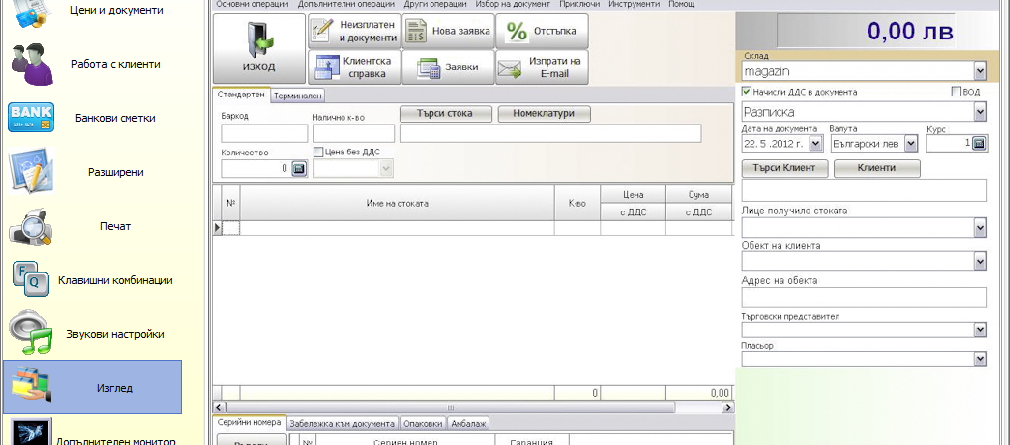 Цени и документи
Работа с клиенти
BANK
Банкови сметки
Разширени
Печат
F
Q
Клавишни комбинации
Звукови настройки
Изглед
Допълнителен монитор
Основни операции Допълнителни операции Други операции Избор на документ Приключи Инструменти Помощ
ИЗХОД
Неизплатен
и документи
Нова заявка
Отстъпка
Клиентска
справка
Заявки
Изпрати на
E-mail
Стандартен Терминален
Баркод
Налично к-во
Търси стока
Номеклатури
Количество
Цена без ДДС
0
№ Име на стоката К-во Цена Сума
с ДДС с ДДС
0 0,00
Серийни номера Забележка към документа Опаковки Амбалаж
№ Сериен номер Гаранция
0,00 лв
Склад
magazin
Начисли ДДС в документа ВОД
Разписка
Дата на документа Валута Курс
22. 5 .2012 г. Български лев 1
Търси Клиент Клиенти
Лице получило стоката
Обект на клиента
Адрес на обекта
Търговски представител
Пласьор